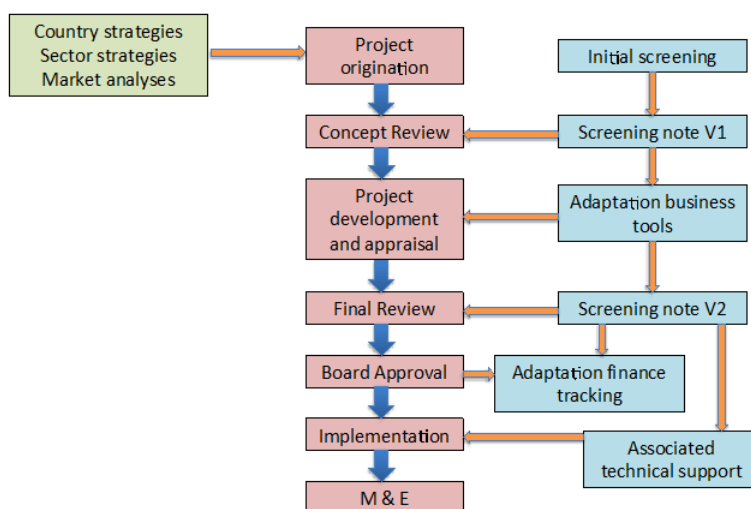 Country strategies
Sector strategies
Market analyses
Project
origination
Initial screening
Concept Review
Screening note V1
Project
development
and appraisal
Adaptation business
tools
Final Review
Screening note V2
Board Approval
Adaptation finance
tracking
Implementation
Associated
technical support
M & E